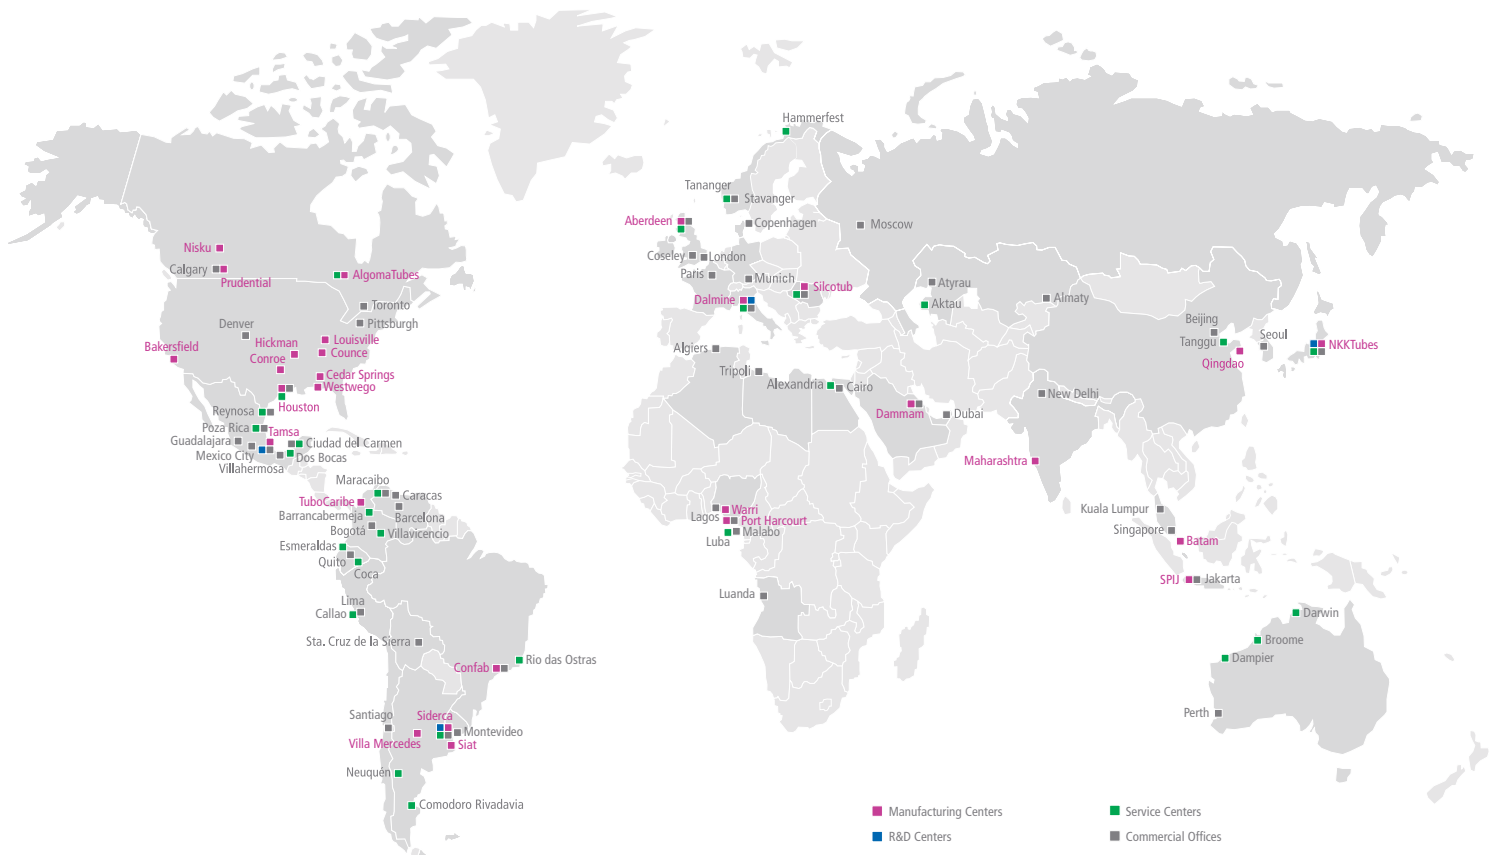 Hammerfest
Tananger
Stavanger
Aberdeen
Copenhagen
Moscow
Nisku
Coseley
London
Calgary
Prudential
AlgomaTubes
Paris
Munich
Silcotub
Atyrau
Almaty
Dalmine
Aktau
Toronto
Denver
Pittsburgh
Beijing
Tanggu
Seoul
NKKTubes
Hickman
Louisville
Bakersfield
Conroe
Counce
Algiers
Qingdao
Cedar Springs
Westwego
Tripoli
Alexandria
Cairo
New Delhi
Houston
Reynosa
Dammam
Dubai
Poza Rica
Tamsa
Guadalajara
Ciudad del Carmen
Mexico City
Dos Bocas
Villahermosa
Maharashtra
Maracaibo
Caracas
TuboCaribe
Barrancabermeja
Barcelona
Warri
Lagos
Port Harcourt
Kuala Lumpur
Bogotá
Villavicencio
Malabo
Luba
Singapore
Batam
Esmeraldas
Quito
Coca
SPIJ
Jakarta
Luanda
Lima
Callao
Darwin
Sta. Cruz de la Sierra
Broome
Rio das Ostras
Confab
Dampier
Santiago
Siderca
Perth
Montevideo
Villa Mercedes
Siat
Neuquén
Comodoro Rivadavia
Manufacturing Centers
Service Centers
R&D Centers
Commercial Offices